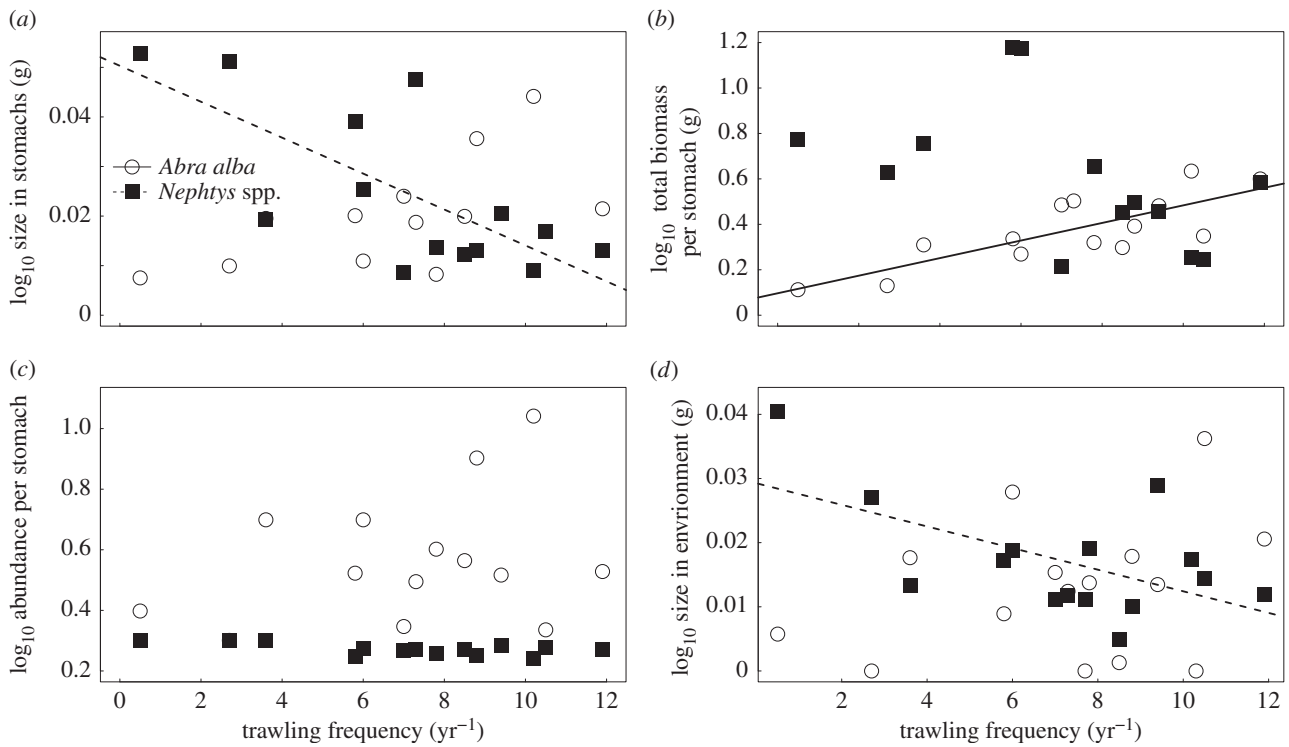 (a)
log10 size in stomachs (g)
0.04
0.02
0
Abra alba
Nephtys spp.
(b)
log10 total biomass
per stomach (g)
1.2
1.0
0.8
0.6
0.4
0.2
0
(c)
log10 abundance per stomach
1.0
0.8
0.6
0.4
0.2
0 2 4 6 8 10 12
trawling frequency (yr−1)
(d)
log10 size in envrionment (g)
0.04
0.03
0.02
0.01
0
2 4 6 8 10 12
trawling frequency (yr−1)